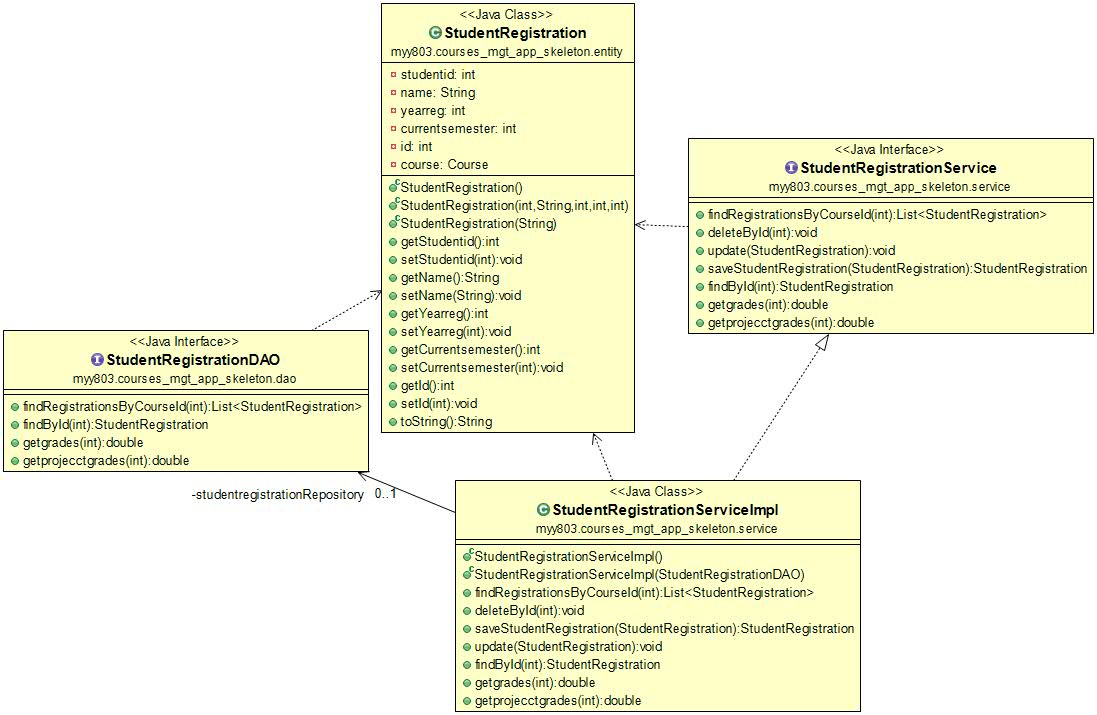 <<Java Class>>
StudentRegistration
myy803.courses_mgt_app_skeleton.entity
studentid: int
name: String
yearreg: int
currentsemester: int
id: int
course: Course
StudentRegistration()
StudentRegistration(int,String,int,int,int)
StudentRegistration(String)
getStudentid():int
setStudentid(int):void
getName():String
setName(String):void
getYearreg():int
setYearreg(int):void
getCurrentsemester():int
setCurrentsemester(int):void
getId():int
setId(int):void
toString():String
<<Java Interface>>
StudentRegistrationService
myy803.courses_mgt_app_skeleton.service
findRegistrationsByCourseId(int):List<StudentRegistration>
deleteById(int):void
update(StudentRegistration):void
saveStudentRegistration(StudentRegistration):StudentRegistration
findById(int):StudentRegistration
getgrades(int):double
getprojecctgrades(int):double
<<Java Interface>>
StudentRegistrationDAO
myy803.courses_mgt_app_skeleton.dao
findRegistrationsByCourseId(int):List<StudentRegistration>
findById(int):StudentRegistration
getgrades(int):double
getprojecctgrades(int):double
-studentregistrationRepository 0..1
<<Java Class>>
StudentRegistrationServiceImpl
myy803.courses_mgt_app_skeleton.service
StudentRegistrationServiceImpl()
StudentRegistrationServiceImpl(StudentRegistrationDAO)
findRegistrationsByCourseId(int):List<StudentRegistration>
deleteById(int):void
saveStudentRegistration(StudentRegistration):StudentRegistration
update(StudentRegistration):void
findById(int):StudentRegistration
getgrades(int):double
getprojecctgrades(int):double